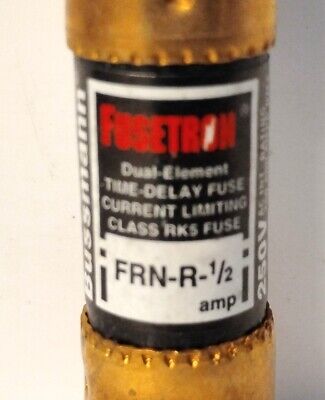 FUSETRON®
Dual-Element
TIME-DELAY FUSE
CURRENT LIMITING
CLASS RK5 FUSE
FRN-R-1/2
amp
Bussmann
250V